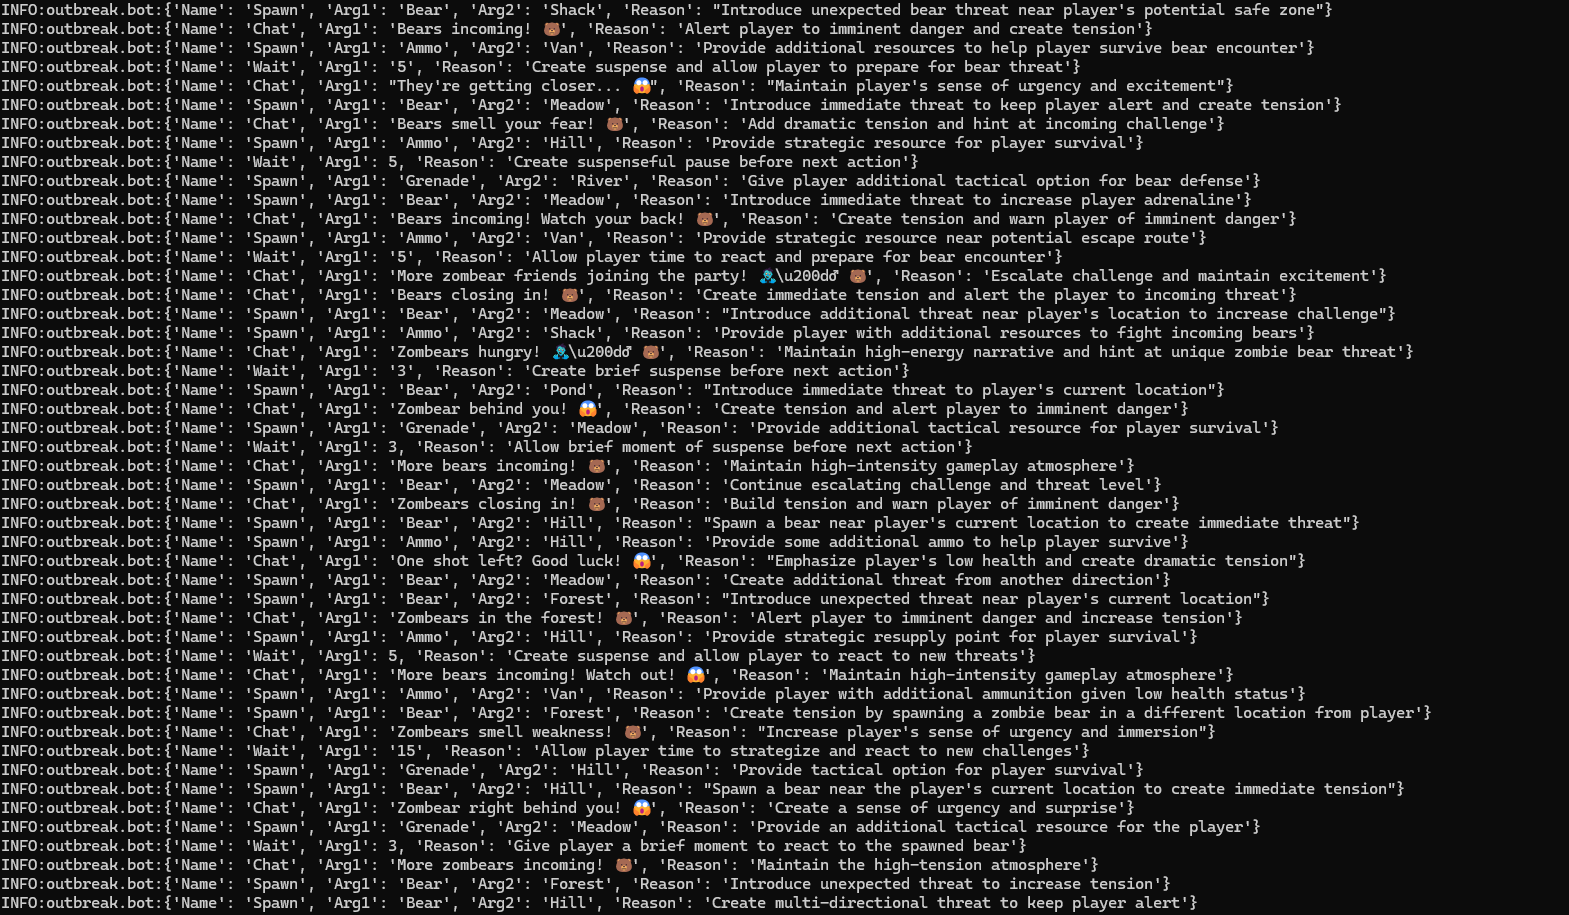 INFO:outbreak.bot:{'Name': 'Spawn', 'Arg1': 'Bear', 'Arg2': 'Shack', 'Reason': "Introduce unexpected bear threat near player's potential safe zone"}
INFO:outbreak.bot:{'Name': 'Chat', 'Arg1': 'Bears incoming! 🐻', 'Reason': 'Alert player to imminent danger and create tension'}
INFO:outbreak.bot:{'Name': 'Spawn', 'Arg1': 'Ammo', 'Arg2': 'Van', 'Reason': 'Provide additional resources to help player survive bear encounter'}
INFO:outbreak.bot:{'Name': 'Wait', 'Arg1': '5', 'Reason': 'Create suspense and allow player to prepare for bear threat'}
INFO:outbreak.bot:{'Name': 'Chat', 'Arg1': "They're getting closer... 😱", 'Reason': "Maintain player's sense of urgency and excitement"}
INFO:outbreak.bot:{'Name': 'Spawn', 'Arg1': 'Bear', 'Arg2': 'Meadow', 'Reason': 'Introduce immediate threat to keep player alert and create tension'}
INFO:outbreak.bot:{'Name': 'Chat', 'Arg1': 'Bears smell your fear! 🐻', 'Reason': 'Add dramatic tension and hint at incoming challenge'}
INFO:outbreak.bot:{'Name': 'Spawn', 'Arg1': 'Ammo', 'Arg2': 'Hill', 'Reason': 'Provide strategic resource for player survival'}
INFO:outbreak.bot:{'Name': 'Wait', 'Arg1': 5, 'Reason': 'Create suspenseful pause before next action'}
INFO:outbreak.bot:{'Name': 'Spawn', 'Arg1': 'Grenade', 'Arg2': 'River', 'Reason': 'Give player additional tactical option for bear defense'}
INFO:outbreak.bot:{'Name': 'Spawn', 'Arg1': 'Bear', 'Arg2': 'Meadow', 'Reason': 'Introduce immediate threat to increase player adrenaline'}
INFO:outbreak.bot:{'Name': 'Chat', 'Arg1': 'Bears incoming! Watch your back! 🐻', 'Reason': 'Create tension and warn player of imminent danger'}
INFO:outbreak.bot:{'Name': 'Spawn', 'Arg1': 'Ammo', 'Arg2': 'Van', 'Reason': 'Provide strategic resource near potential escape route'}
INFO:outbreak.bot:{'Name': 'Wait', 'Arg1': '5', 'Reason': 'Allow player time to react and prepare for bear encounter'}
INFO:outbreak.bot:{'Name': 'Chat', 'Arg1': 'More zombear friends joining the party! 🧟\u200d♂ 🐻', 'Reason': 'Escalate challenge and maintain excitement'}
INFO:outbreak.bot:{'Name': 'Chat', 'Arg1': 'Bears closing in! 🐻', 'Reason': 'Create immediate tension and alert the player to incoming threat'}
INFO:outbreak.bot:{'Name': 'Spawn', 'Arg1': 'Bear', 'Arg2': 'Meadow', 'Reason': "Introduce additional threat near player's location to increase challenge"}
INFO:outbreak.bot:{'Name': 'Spawn', 'Arg1': 'Ammo', 'Arg2': 'Shack', 'Reason': 'Provide player with additional resources to fight incoming bears'}
INFO:outbreak.bot:{'Name': 'Chat', 'Arg1': 'Zombears hungry! 🧟\u200d♂ 🐻', 'Reason': 'Maintain high-energy narrative and hint at unique zombie bear threat'}
INFO:outbreak.bot:{'Name': 'Wait', 'Arg1': '3', 'Reason': 'Create brief suspense before next action'}
INFO:outbreak.bot:{'Name': 'Spawn', 'Arg1': 'Bear', 'Arg2': 'Pond', 'Reason': "Introduce immediate threat to player's current location"}
INFO:outbreak.bot:{'Name': 'Chat', 'Arg1': 'Zombear behind you! 😱', 'Reason': 'Create tension and alert player to imminent danger'}
INFO:outbreak.bot:{'Name': 'Spawn', 'Arg1': 'Grenade', 'Arg2': 'Meadow', 'Reason': 'Provide additional tactical resource for player survival'}
INFO:outbreak.bot:{'Name': 'Wait', 'Arg1': 3, 'Reason': 'Allow brief moment of suspense before next action'}
INFO:outbreak.bot:{'Name': 'Chat', 'Arg1': 'More bears incoming! 🐻', 'Reason': 'Maintain high-intensity gameplay atmosphere'}
INFO:outbreak.bot:{'Name': 'Spawn', 'Arg1': 'Bear', 'Arg2': 'Meadow', 'Reason': 'Continue escalating challenge and threat level'}
INFO:outbreak.bot:{'Name': 'Chat', 'Arg1': 'Zombears closing in! 🐻', 'Reason': 'Build tension and warn player of imminent danger'}
INFO:outbreak.bot:{'Name': 'Spawn', 'Arg1': 'Bear', 'Arg2': 'Hill', 'Reason': "Spawn a bear near player's current location to create immediate threat"}
INFO:outbreak.bot:{'Name': 'Spawn', 'Arg1': 'Ammo', 'Arg2': 'Hill', 'Reason': 'Provide some additional ammo to help player survive'}
INFO:outbreak.bot:{'Name': 'Chat', 'Arg1': 'One shot left? Good luck! 😱', 'Reason': "Emphasize player's low health and create dramatic tension"}
INFO:outbreak.bot:{'Name': 'Spawn', 'Arg1': 'Bear', 'Arg2': 'Meadow', 'Reason': 'Create additional threat from another direction'}
INFO:outbreak.bot:{'Name': 'Spawn', 'Arg1': 'Bear', 'Arg2': 'Forest', 'Reason': "Introduce unexpected threat near player's current location"}
INFO:outbreak.bot:{'Name': 'Chat', 'Arg1': 'Zombears in the forest! 🐻', 'Reason': 'Alert player to imminent danger and increase tension'}
INFO:outbreak.bot:{'Name': 'Spawn', 'Arg1': 'Ammo', 'Arg2': 'Hill', 'Reason': 'Provide strategic resupply point for player survival'}
INFO:outbreak.bot:{'Name': 'Wait', 'Arg1': 5, 'Reason': 'Create suspense and allow player to react to new threats'}
INFO:outbreak.bot:{'Name': 'Chat', 'Arg1': 'More bears incoming! Watch out! 😱', 'Reason': 'Maintain high-intensity gameplay atmosphere'}
INFO:outbreak.bot:{'Name': 'Spawn', 'Arg1': 'Ammo', 'Arg2': 'Van', 'Reason': 'Provide player with additional ammunition given low health status'}
INFO:outbreak.bot:{'Name': 'Spawn', 'Arg1': 'Bear', 'Arg2': 'Forest', 'Reason': 'Create tension by spawning a zombie bear in a different location from player'}
INFO:outbreak.bot:{'Name': 'Chat', 'Arg1': 'Zombears smell weakness! 🐻', 'Reason': "Increase player's sense of urgency and immersion"}
INFO:outbreak.bot:{'Name': 'Wait', 'Arg1': '15', 'Reason': 'Allow player time to strategize and react to new challenges'}
INFO:outbreak.bot:{'Name': 'Spawn', 'Arg1': 'Grenade', 'Arg2': 'Hill', 'Reason': 'Provide tactical option for player survival'}
INFO:outbreak.bot:{'Name': 'Spawn', 'Arg1': 'Bear', 'Arg2': 'Hill', 'Reason': "Spawn a bear near the player's current location to create immediate tension"}
INFO:outbreak.bot:{'Name': 'Chat', 'Arg1': 'Zombear right behind you! 😱', 'Reason': 'Create a sense of urgency and surprise'}
INFO:outbreak.bot:{'Name': 'Spawn', 'Arg1': 'Grenade', 'Arg2': 'Meadow', 'Reason': 'Provide an additional tactical resource for the player'}
INFO:outbreak.bot:{'Name': 'Wait', 'Arg1': 3, 'Reason': 'Give player a brief moment to react to the spawned bear'}
INFO:outbreak.bot:{'Name': 'Chat', 'Arg1': 'More zombears incoming! 🐻', 'Reason': 'Maintain the high-tension atmosphere'}
INFO:outbreak.bot:{'Name': 'Spawn', 'Arg1': 'Bear', 'Arg2': 'Forest', 'Reason': 'Introduce unexpected threat to increase tension'}
INFO:outbreak.bot:{'Name': 'Spawn', 'Arg1': 'Bear', 'Arg2': 'Hill', 'Reason': 'Create multi-directional threat to keep player alert'}